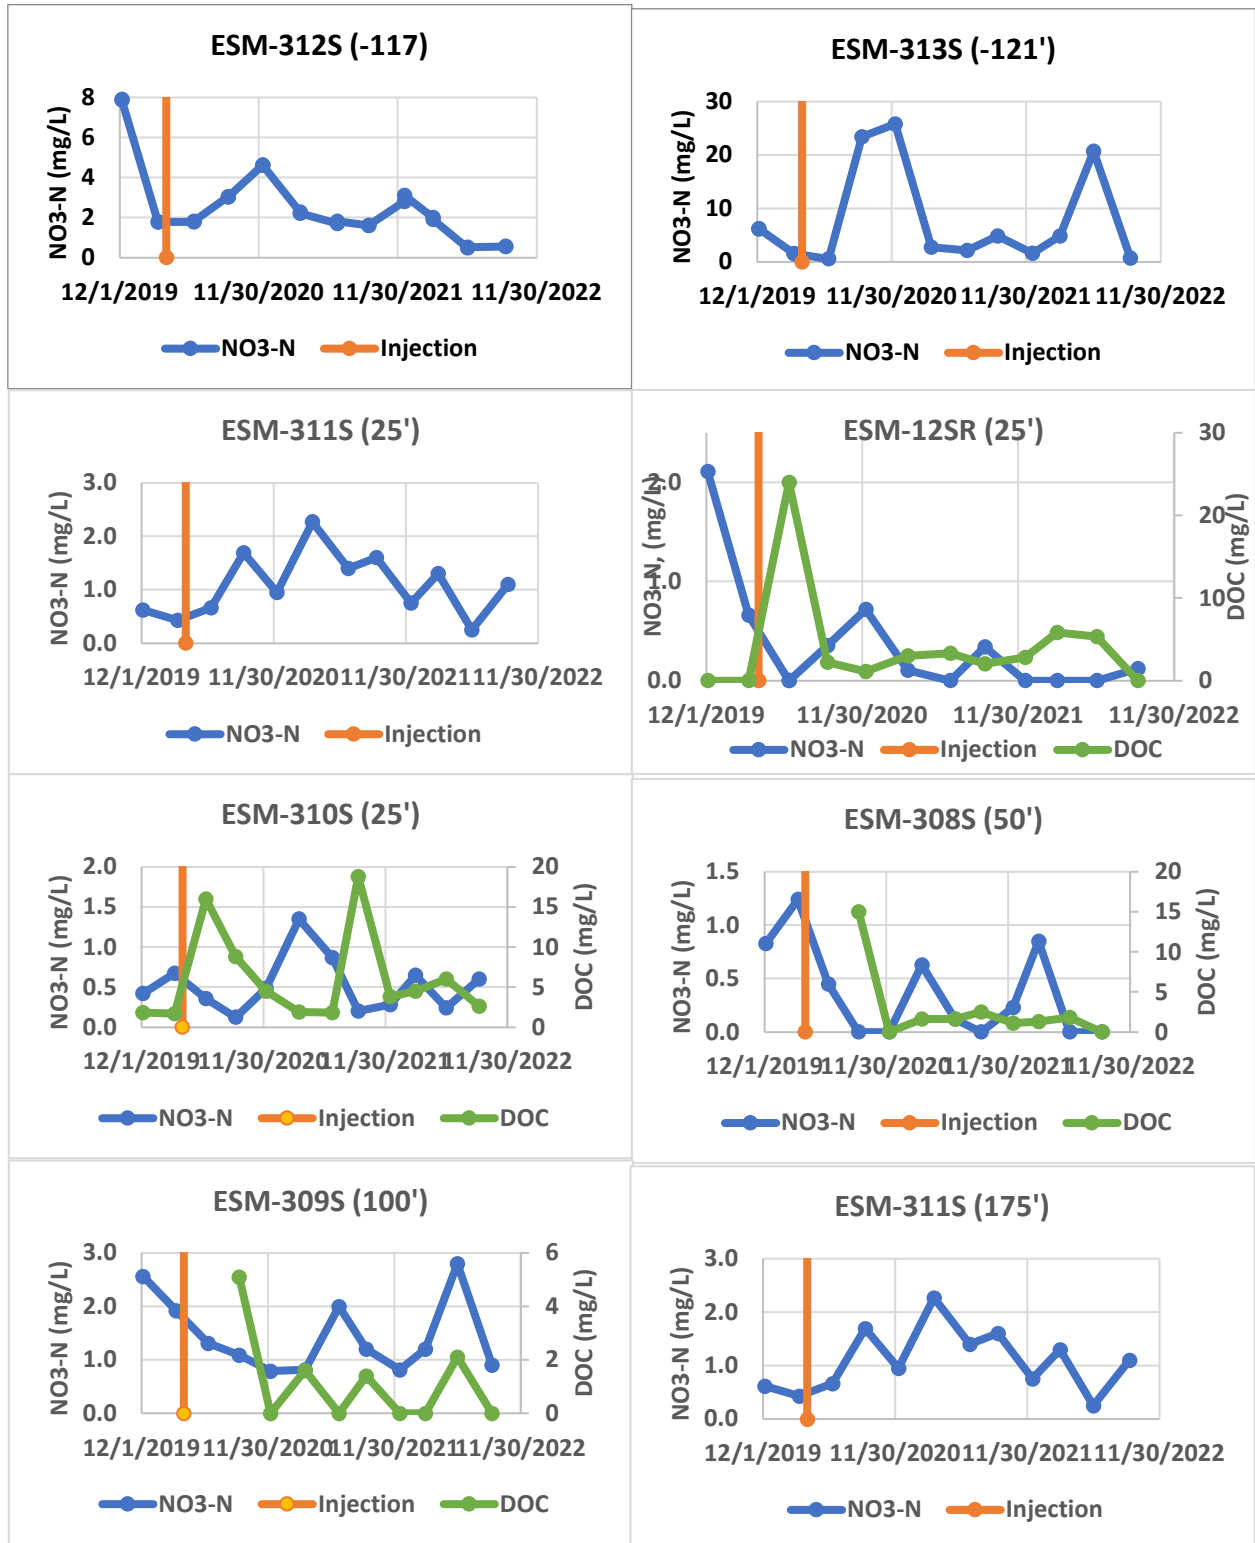 ESM-312S (-117)
NO3-N (mg/L)
8
6
4
2
0
12/1/2019 11/30/2020 11/30/2021 11/30/2022
NO3-N Injection
ESM-313S (-121')
NO3-N (mg/L)
30
20
10
0
12/1/2019 11/30/2020 11/30/2021 11/30/2022
NO3-N Injection
ESM-311S (25')
NO3-N (mg/L)
3.0
2.0
1.0
0.0
12/1/2019 11/30/2020 11/30/2021 11/30/2022
NO3-N Injection
ESM-12SR (25')
NO3-N, (mg/L)
2.0
1.0
0.0
30
20
10
0
DOC (mg/L)
12/1/2019 11/30/2020 11/30/2021 11/30/2022
NO3-N Injection DOC
ESM-310S (25')
NO3-N (mg/L)
2.0
1.5
1.0
0.5
0.0
20
15
10
5
0
DOC (mg/L)
12/1/2019 11/30/2020 11/30/2021 11/30/2022
NO3-N Injection DOC
ESM-308S (50')
NO3-N (mg/L)
1.5
1.0
0.5
0.0
20
15
10
5
0
DOC (mg/L)
12/1/2019 11/30/2020 11/30/2021 11/30/2022
NO3-N Injection DOC
ESM-309S (100')
NO3-N (mg/L)
3.0
2.0
1.0
0.0
6
4
2
0
DOC (mg/L)
12/1/2019 11/30/2020 11/30/2021 11/30/2022
NO3-N Injection DOC
ESM-311S (175')
NO3-N (mg/L)
3.0
2.0
1.0
0.0
12/1/2019 11/30/2020 11/30/2021 11/30/2022
NO3-N Injection